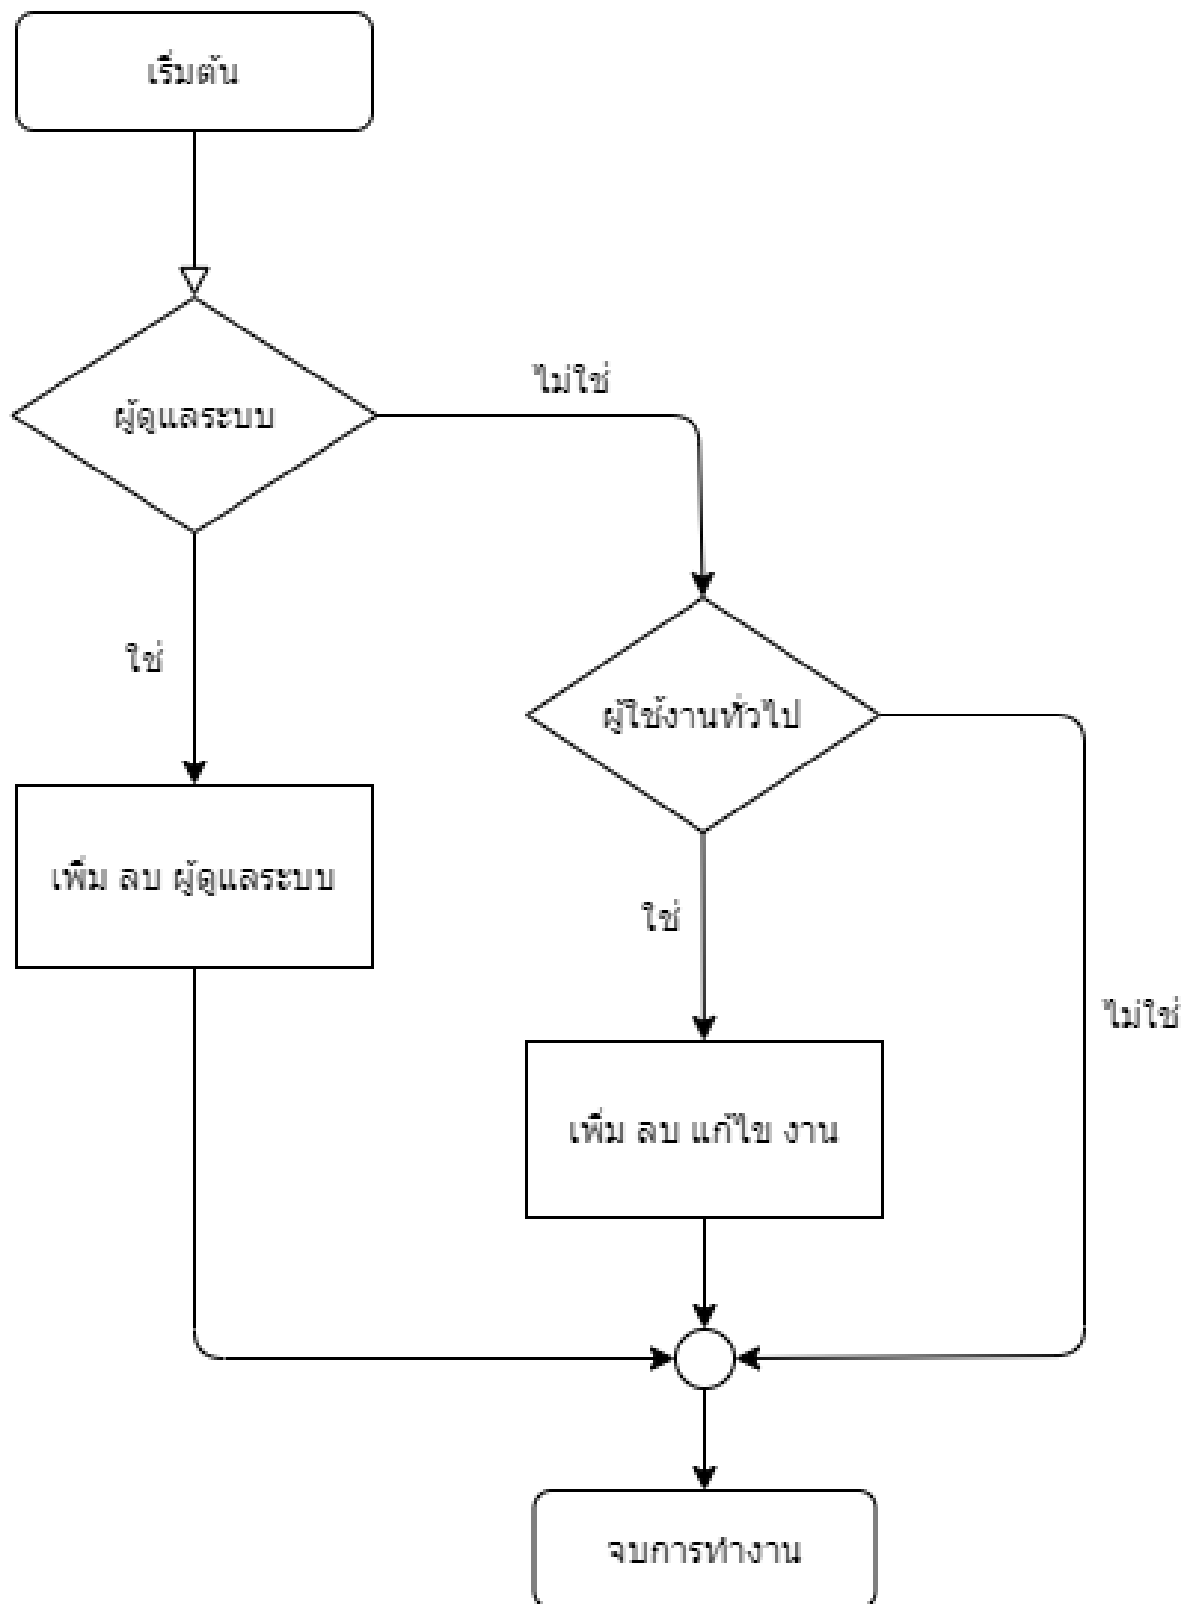 เริ่มต้น
ผู้ดูแลระบบ
ไม่ใช่
ใช่
ผู้ใช้งานทั่วไป
เพิ่ม ลบ ผู้ดูแลระบบ
ใช่
ไม่ใช่
เพิ่ม ลบ แก้ไข งาน
จบการทำงาน